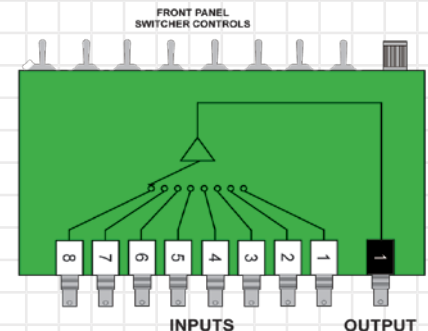 FRONT PANEL
SWITCHER CONTROLS
8 7 6 5 4 3 2 1 1
INPUTS OUTPUT